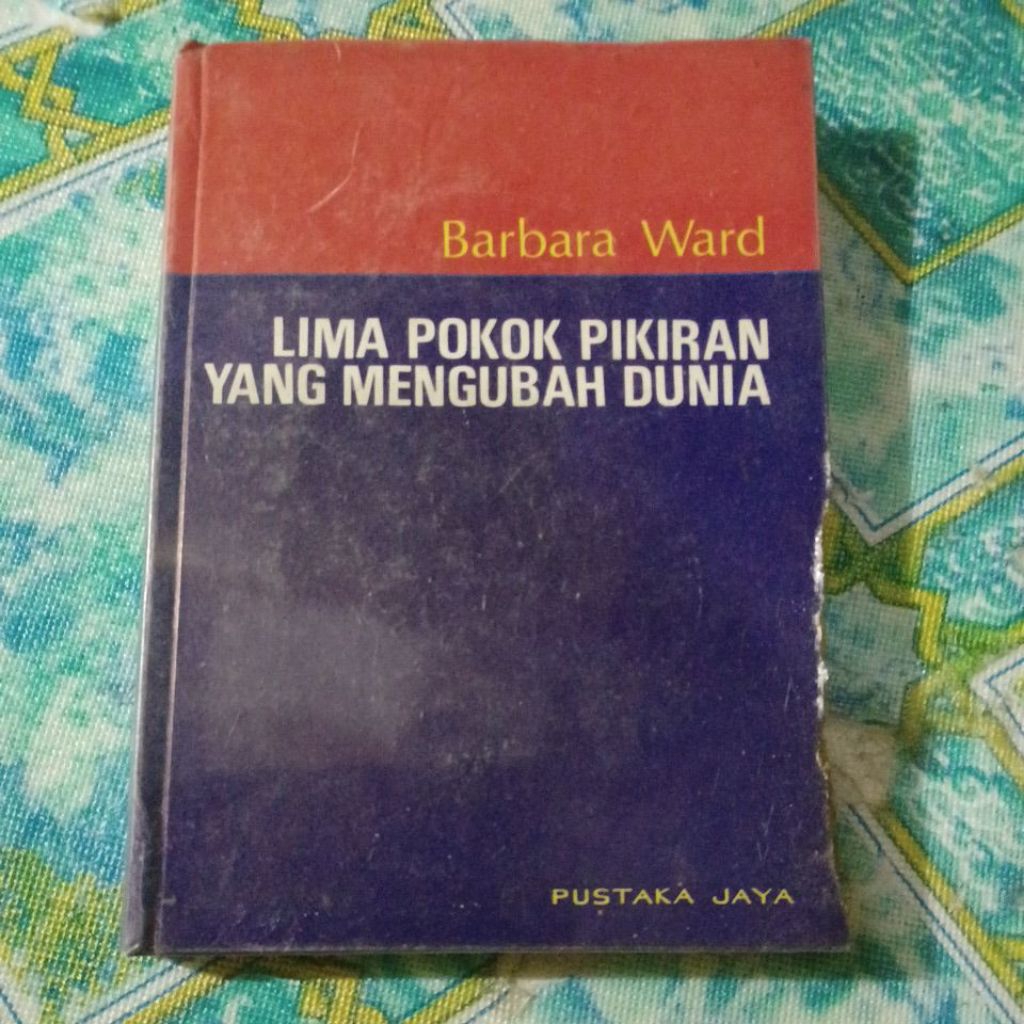 Barbara Ward
LIMA POKOK PIKIRAN
YANG MENGUBAH DUNIA
PUSTAKA JAYA